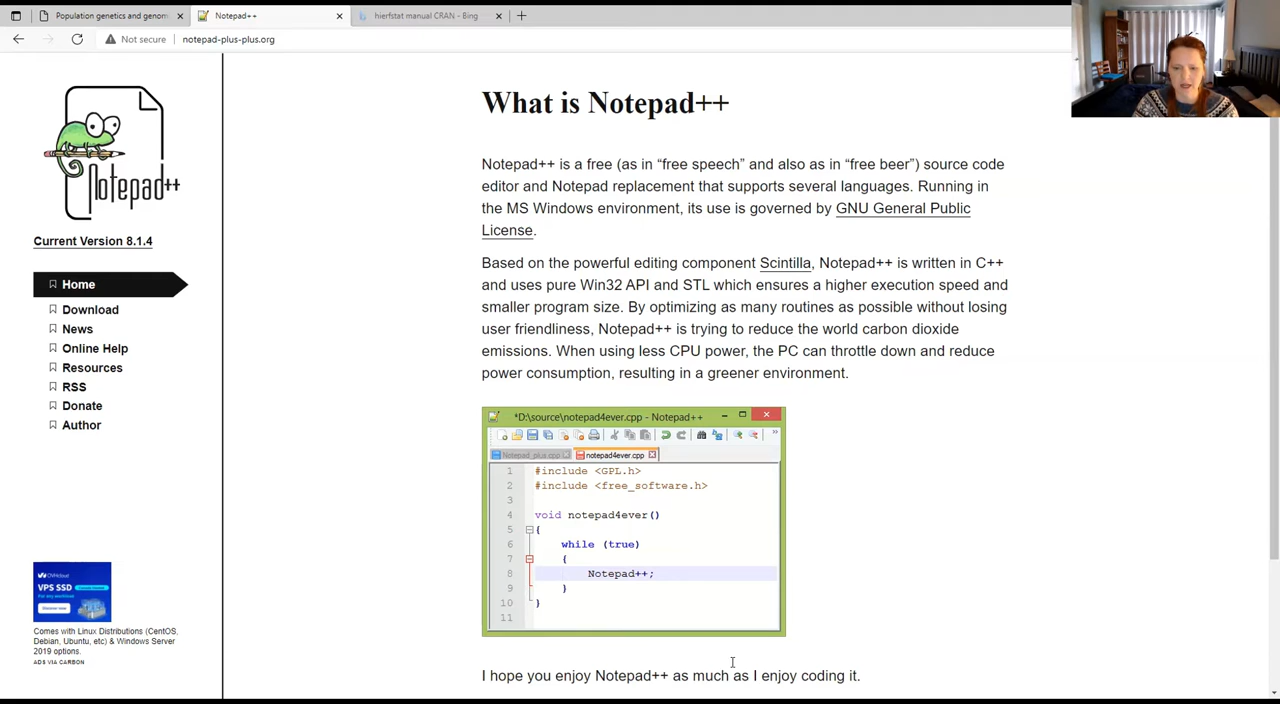 Population genetics and genom
Notepad++
hierfstat manual CRAN - Bing
Not secure
notepad-plus-plus.org
Notepad++
Current Version 8.1.4
Home
Download
News
Online Help
Resources
RSS
Donate
Author
OVHcloud
VPS SSD
For any workload
Discover now
Comes with Linux Distributions (CentOS,
Debian, Ubuntu, etc) & Windows Server
2019 options.
ADS VIA CARBON
What is Notepad++
Notepad++ is a free (as in “free speech” and also as in “free beer”) source code
editor and Notepad replacement that supports several languages. Running in
the MS Windows environment, its use is governed by GNU General Public
License.
Based on the powerful editing component Scintilla, Notepad++ is written in C++
and uses pure Win32 API and STL which ensures a higher execution speed and
smaller program size. By optimizing as many routines as possible without losing
user friendliness, Notepad++ is trying to reduce the world carbon dioxide
emissions. When using less CPU power, the PC can throttle down and reduce
power consumption, resulting in a greener environment.
*D:\source\notepad4ever.cpp - Notepad++
Notepad_plus.cpp
notepad4ever.cpp
1 #include <GPL.h>
2 #include <free_software.h>
3
4 void notepad4ever()
5 {
6 while (true)
7 {
8 Notepad++;
9 }
10 }
11
I hope you enjoy Notepad++ as much as I enjoy coding it.